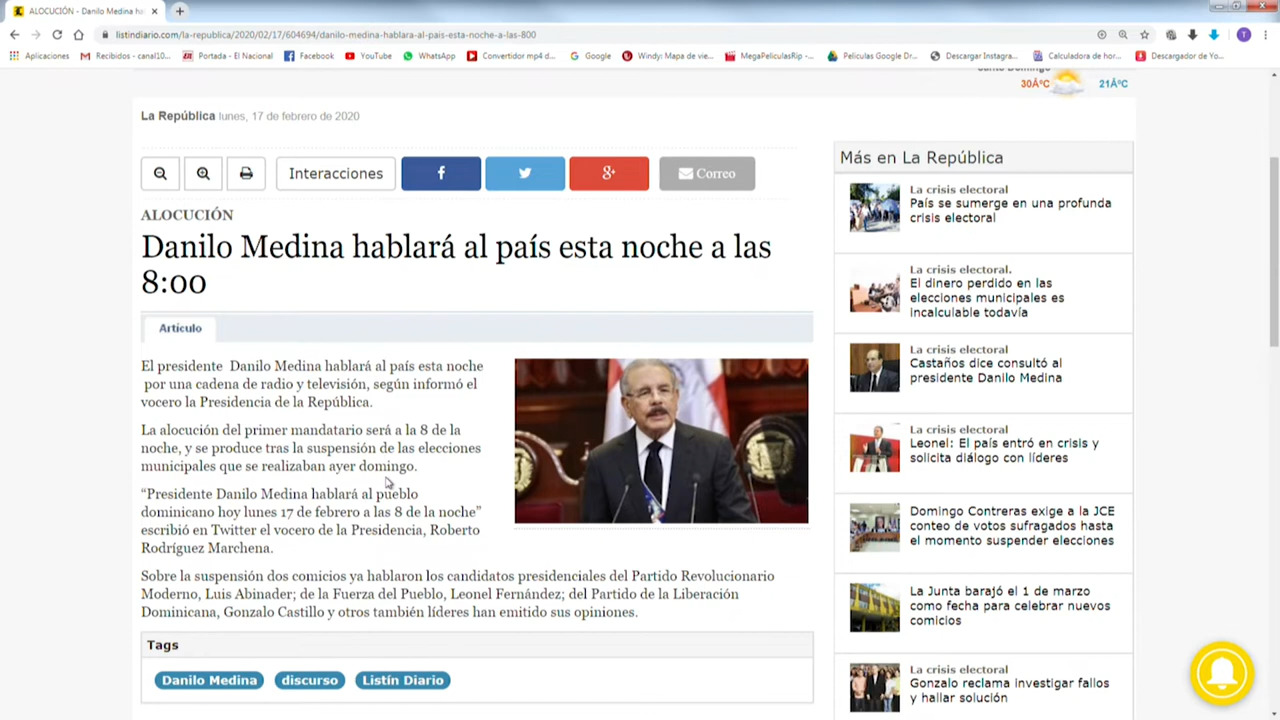 ALOCUCIÓN - Danilo Medina ha
listindiario.com/la-republica/2020/02/17/604694/danilo-medina-hablara-al-pais-esta-noche-a-las-800
T
Aplicaciones
Recibidos - canal10...
Portada - El Nacional
Facebook
YouTube
WhatsApp
Convertidor mp4 d...
Google
Windy: Mapa de vie...
MegaPeliculasRip -...
Películas Google Dr...
Descargar Instagra...
Calculadora de hor...
Descargador de Yo...
Santo Domingo
30Â°C
21Â°C
La República lunes, 17 de febrero de 2020
Interacciones
Correo
ALOCUCIÓN
Danilo Medina hablará al país esta noche a las
8:00
Artículo
El presidente Danilo Medina hablará al país esta noche
por una cadena de radio y televisión, según informó el
vocero la Presidencia de la República.
La alocución del primer mandatario será a la 8 de la
noche, y se produce tras la suspensión de las elecciones
municipales que se realizaban ayer domingo.
“Presidente Danilo Medina hablará al pueblo
dominicano hoy lunes 17 de febrero a las 8 de la noche”
escribió en Twitter el vocero de la Presidencia, Roberto
Rodríguez Marchena.
Sobre la suspensión dos comicios ya hablaron los candidatos presidenciales del Partido Revolucionario
Moderno, Luis Abinader; de la Fuerza del Pueblo, Leonel Fernández; del Partido de la Liberación
Dominicana, Gonzalo Castillo y otros también líderes han emitido sus opiniones.
Tags
Danilo Medina
discurso
Listín Diario
Más en La República
La crisis electoral
País se sumerge en una profunda
crisis electoral
La crisis electoral.
El dinero perdido en las
elecciones municipales es
incalculable todavía
La crisis electoral
Castaños dice consultó al
presidente Danilo Medina
La crisis electoral
Leonel: El país entró en crisis y
solicita diálogo con líderes
Domingo Contreras exige a la JCE
conteo de votos sufragados hasta
el momento suspender elecciones
La Junta barajó el 1 de marzo
como fecha para celebrar nuevos
comicios
La crisis electoral
Gonzalo reclama investigar fallos
y hallar solución